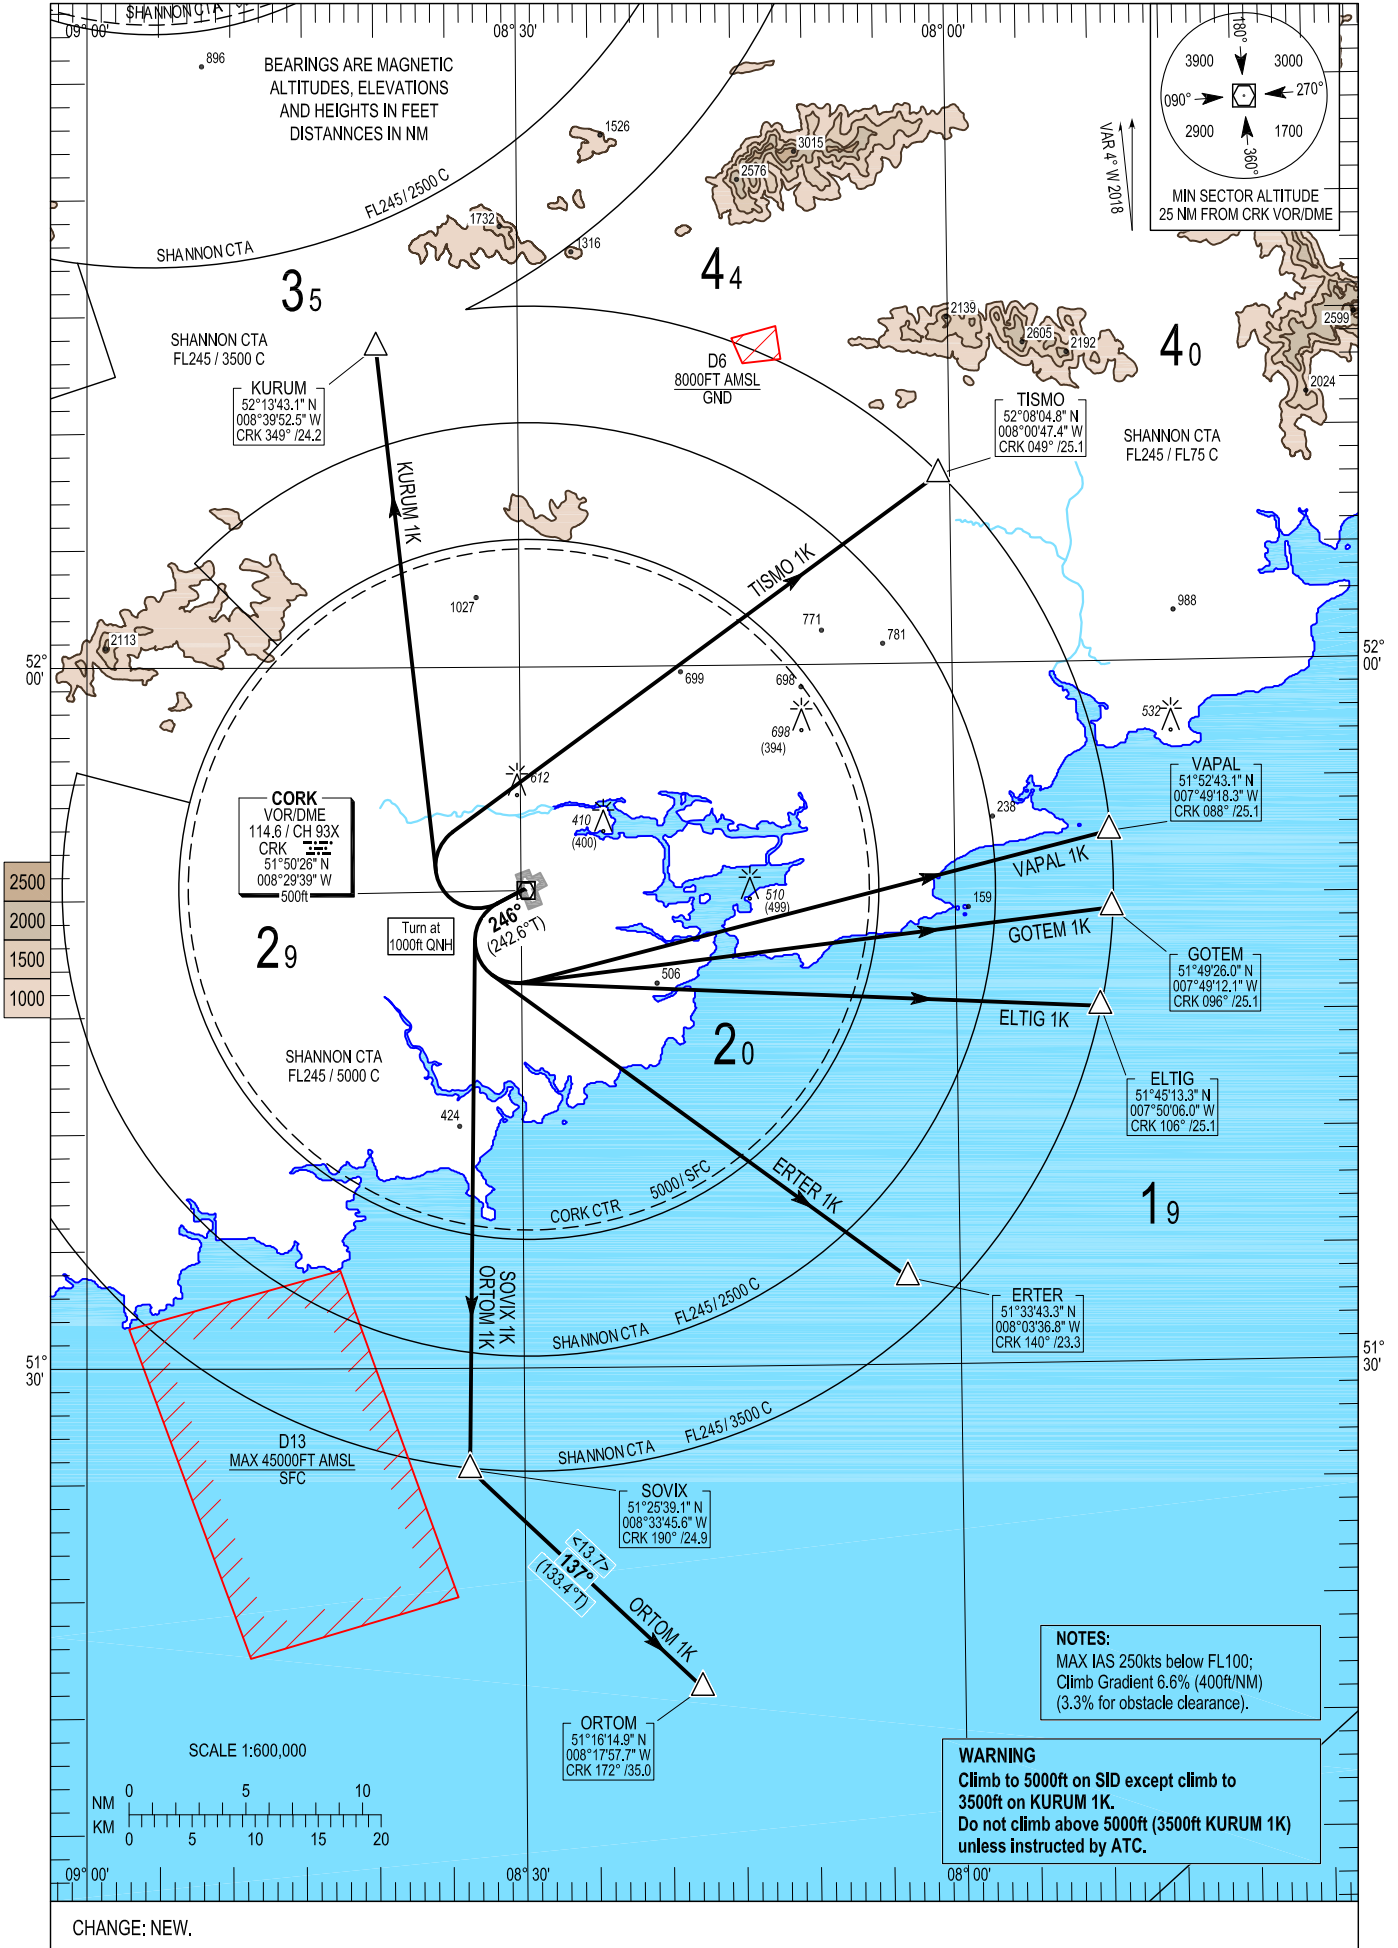 SHANNON CTA
09° 00'
08° 30'
08° 00'
896
BEARINGS ARE MAGNETIC
ALTITUDES, ELEVATIONS
AND HEIGHTS IN FEET
DISTANNCES IN NM
1526
3015
2576
FL245/ 2500 C
SHANNON CTA
1732
1316
180°
3900
3000
090°
270°
2900
1700
360°
MIN SECTOR ALTITUDE
25 NM FROM CRK VOR/DME
VAR 4° W 2018
35
44
40
2139
2605
2192
2599
2024
SHANNON CTA
FL245 / 3500 C
KURUM
52°13'43.1" N
008°39'52.5" W
CRK 349° /24.2
D6
8000FT AMSL
GND
TISMO
52°08'04.8" N
008°00'47.4" W
CRK 049° /25.1
SHANNON CTA
FL245 / FL75 C
KURUM 1K
TISMO 1K
1027
771
781
988
2113
52°
00'
52°
00'
699
698
698
(394)
532
612
410
(400)
238
VAPAL
51°52'43.1" N
007°49'18.3" W
CRK 088° /25.1
CORK
VOR/DME
114.6 / CH 93X
CRK
51°50'26" N
008°29'39" W
500ft
VAPAL 1K
510
(499)
159
2500
2000
1500
1000
Turn at
1000ft QNH
246°
(242.6°T)
GOTEM 1K
29
506
GOTEM
51°49'26.0" N
007°49'12.1" W
CRK 096° /25.1
ELTIG 1K
20
SHANNON CTA
FL245 / 5000 C
ELTIG
51°45'13.3" N
007°50'06.0" W
CRK 106° /25.1
424
ERTER 1K
19
CORK CTR
5000/ SFC
SOVIX 1K
ORTOM 1K
ERTER
51°33'43.3" N
008°03'36.8" W
CRK 140° /23.3
SHANNON CTA
FL245/ 2500 C
51°
30'
51°
30'
D13
MAX 45000FT AMSL
SFC
SHANNON CTA
FL245/ 3500 C
SOVIX
51°25'39.1" N
008°33'45.6" W
CRK 190° /24.9
<13.7>
137°
(133.4°T)
ORTOM 1K
NOTES:
MAX IAS 250kts below FL100;
Climb Gradient 6.6% (400ft/NM)
(3.3% for obstacle clearance).
ORTOM
51°16'14.9" N
008°17'57.7" W
CRK 172° /35.0
WARNING
Climb to 5000ft on SID except climb to
3500ft on KURUM 1K.
Do not climb above 5000ft (3500ft KURUM 1K)
unless instructed by ATC.
SCALE 1:600,000
NM 0 5 10
KM 0 5 10 15 20
09° 00'
08° 30'
08° 00'
CHANGE: NEW.